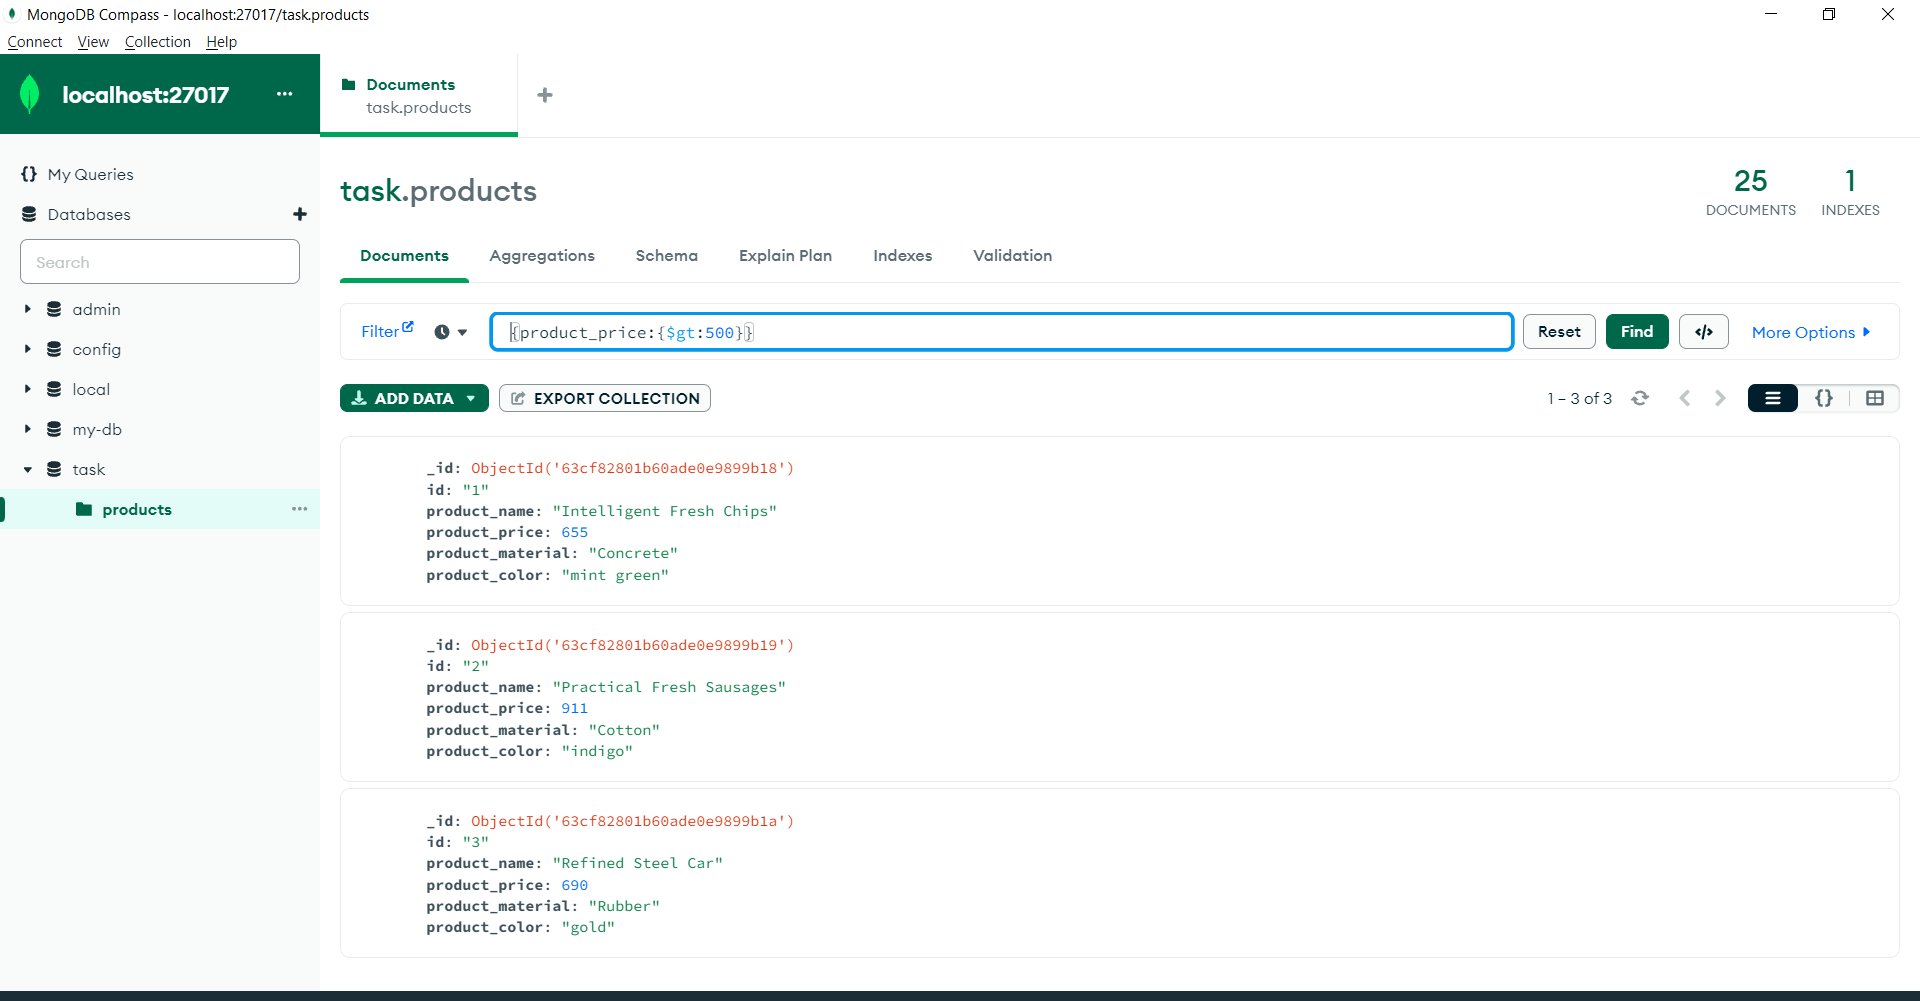 MongoDB Compass - localhost:27017/task.products
Connect View Collection Help
localhost:27017
Documents
task.products
My Queries
Databases
Search
admin
config
local
my-db
task
products
task.products
25
DOCUMENTS
1
INDEXES
Documents Aggregations Schema Explain Plan Indexes Validation
Filter {product_price:{$gt:500}} Reset Find </> More Options
ADD DATA EXPORT COLLECTION 1 – 3 of 3 {}
_id: ObjectId('63cf82801b60ade0e9899b18')
id: "1"
product_name: "Intelligent Fresh Chips"
product_price: 655
product_material: "Concrete"
product_color: "mint green"
_id: ObjectId('63cf82801b60ade0e9899b19')
id: "2"
product_name: "Practical Fresh Sausages"
product_price: 911
product_material: "Cotton"
product_color: "indigo"
_id: ObjectId('63cf82801b60ade0e9899b1a')
id: "3"
product_name: "Refined Steel Car"
product_price: 690
product_material: "Rubber"
product_color: "gold"